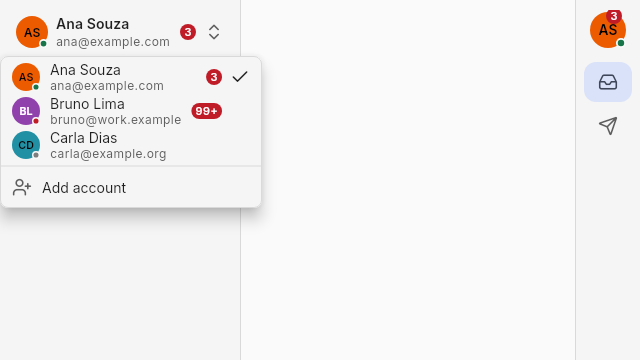 AS
Ana Souza
ana@example.com
3
AS
Ana Souza
ana@example.com
3
BL
Bruno Lima
bruno@work.example
99+
CD
Carla Dias
carla@example.org
Add account
3
AS